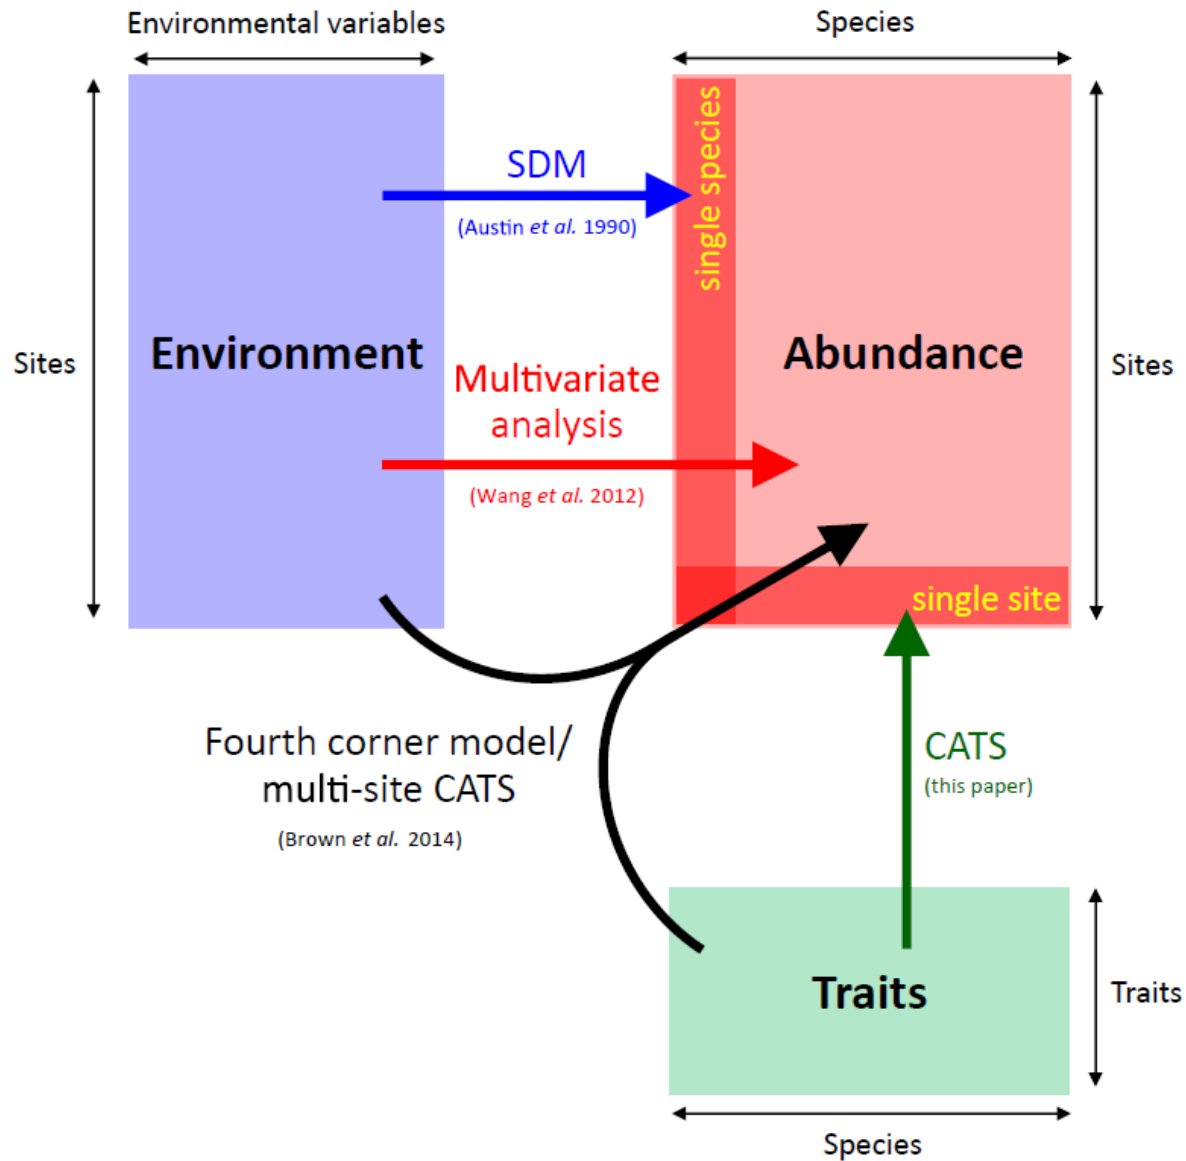 Environmental variables
Species
SDM
(Austin et al. 1990)
single species
Sites
Environment
Abundance
Sites
Multivariate
analysis
(Wang et al. 2012)
single site
Fourth corner model/
multi-site CATS
(Brown et al. 2014)
CATS
(this paper)
Traits
Traits
Species